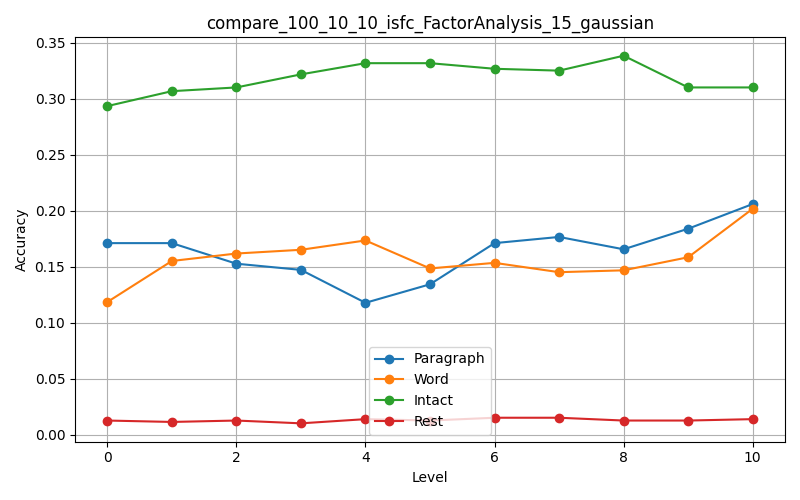 compare_100_10_10_isfc_FactorAnalysis_15_gaussian
Accuracy
0.35
0.30
0.25
0.20
0.15
0.10
0.05
0.00
Paragraph
Word
Intact
Rest
0 2 4 6 8 10
Level